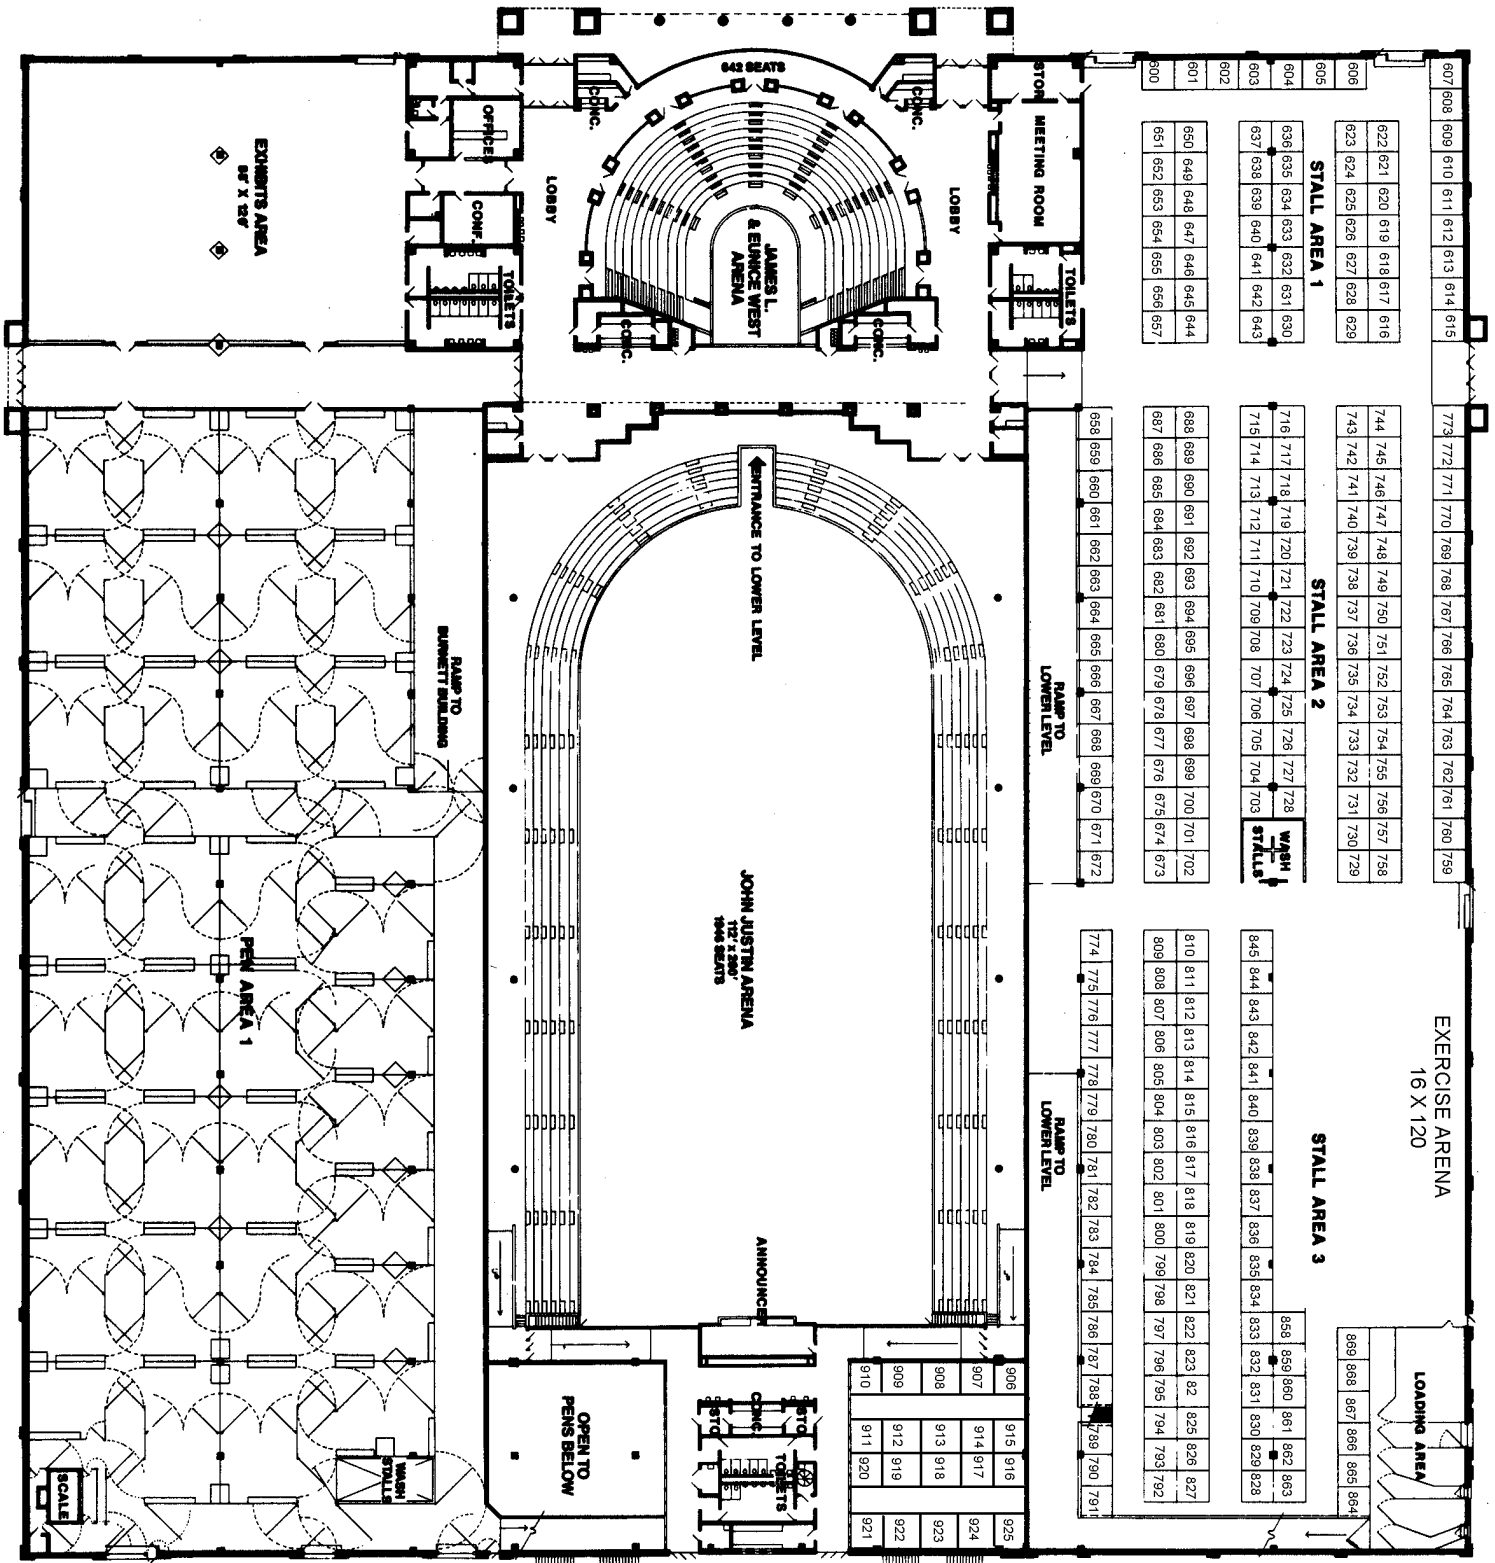 642 SEATS
CONC.
CONC.
OFFICES
CONF.
TOILETS
LOBBY
EXHIBITS AREA
JAMES L.
& EUNICE WEST
ARENA
CONC.
CONC.
LOBBY
STOR
MEETING ROOM
TOILETS
600 601 602 603 604 605 606
607 608 609 610 611 612 613 614 615
651 652 653 654 655 656 657
650 649 648 647 646 645 644
637 638 639 640 641 642 643
636 635 634 633 632 631 630
STALL AREA 1
623 624 625 626 627 628 629
622 621 620 619 618 617 616
658 659 660 661 662 663 664 665 666 667 668 669 670 671 672
687 686 685 684 683 682 681 680 679 678 677 676 675 674 673
688 689 690 691 692 693 694 695 696 697 698 699 700 701 702
715 714 713 712 711 710 709 708 707 706 705 704 703
716 717 718 719 720 721 722 723 724 725 726 727 728
WASH
STALLS
STALL AREA 2
743 742 741 740 739 738 737 736 735 734 733 732 731 730 729
744 745 746 747 748 749 750 751 752 753 754 755 756 757 758
773 772 771 770 769 768 767 766 765 764 763 762 761 760 759
RAMP TO
BURNETT BUILDING
ENTRANCE TO LOWER LEVEL
RAMP TO
LOWER LEVEL
JOHN JUSTIN ARENA
PEN AREA 1
RAMP TO
LOWER LEVEL
774 775 776 777 778 779 780 781 782 783 784 785 786 787 788 789 790 791
809 808 807 806 805 804 803 802 801 800 799 798 797 796 795 794 793 792
810 811 812 813 814 815 816 817 818 819 820 821 822 823 82 825 826 827
845 844 843 842 841 840 839 838 837 836 835 834 833 832 831 830 829 828
858 859 860 861 862 863
STALL AREA 3
EXERCISE ARENA
16 X 120
869 868 867 866 865 864
LOADING AREA
ANNOUNCE
OPEN TO
PENS BELOW
STO
CONC.
STO
TOILETS
910 909 908 907 906
911 912 913 914 915
920 919 918 917 916
921 922 923 924 925
WASH
STALLS
SCALE